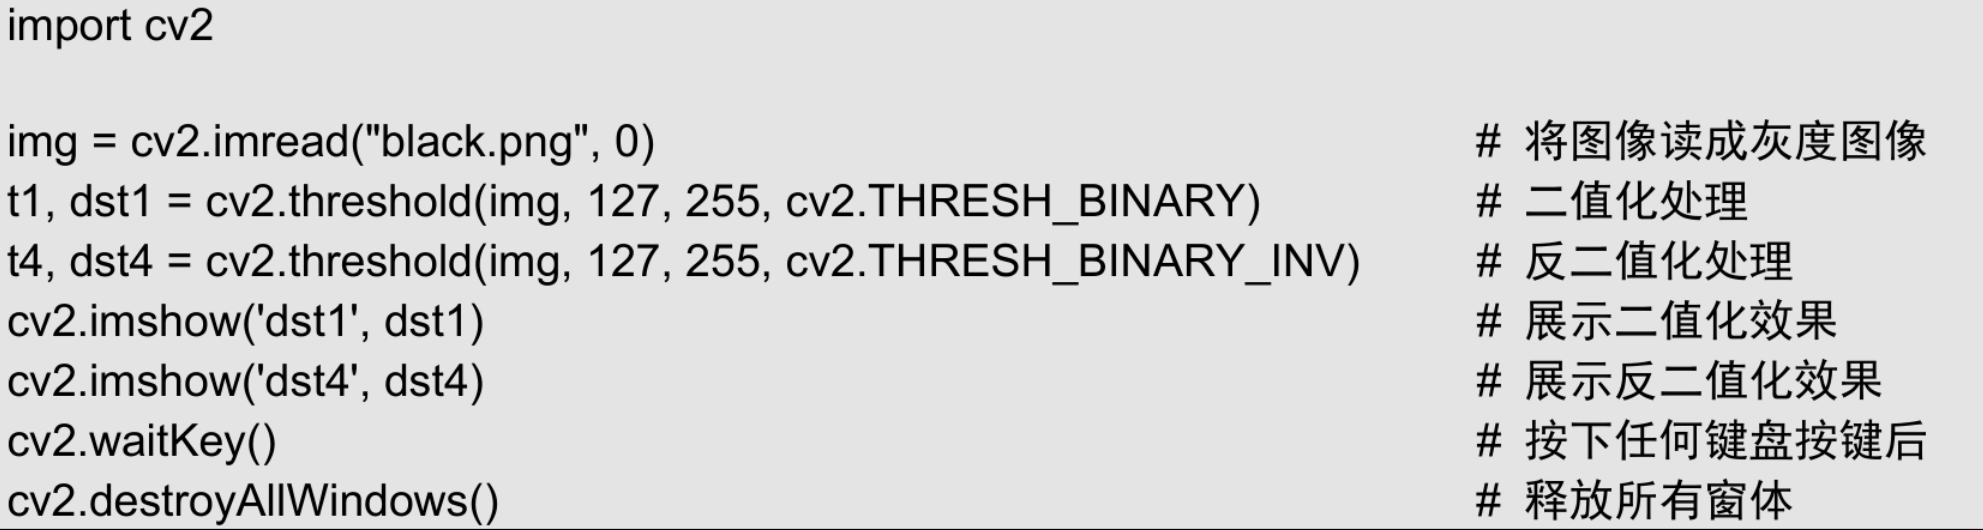 import cv2
img = cv2.imread("black.png", 0) # 将图像读成灰度图像
t1, dst1 = cv2.threshold(img, 127, 255, cv2.THRESH_BINARY) # 二值化处理
t4, dst4 = cv2.threshold(img, 127, 255, cv2.THRESH_BINARY_INV) # 反二值化处理
cv2.imshow('dst1', dst1) # 展示二值化效果
cv2.imshow('dst4', dst4) # 展示反二值化效果
cv2.waitKey() # 按下任何键盘按键后
cv2.destroyAllWindows() # 释放所有窗体